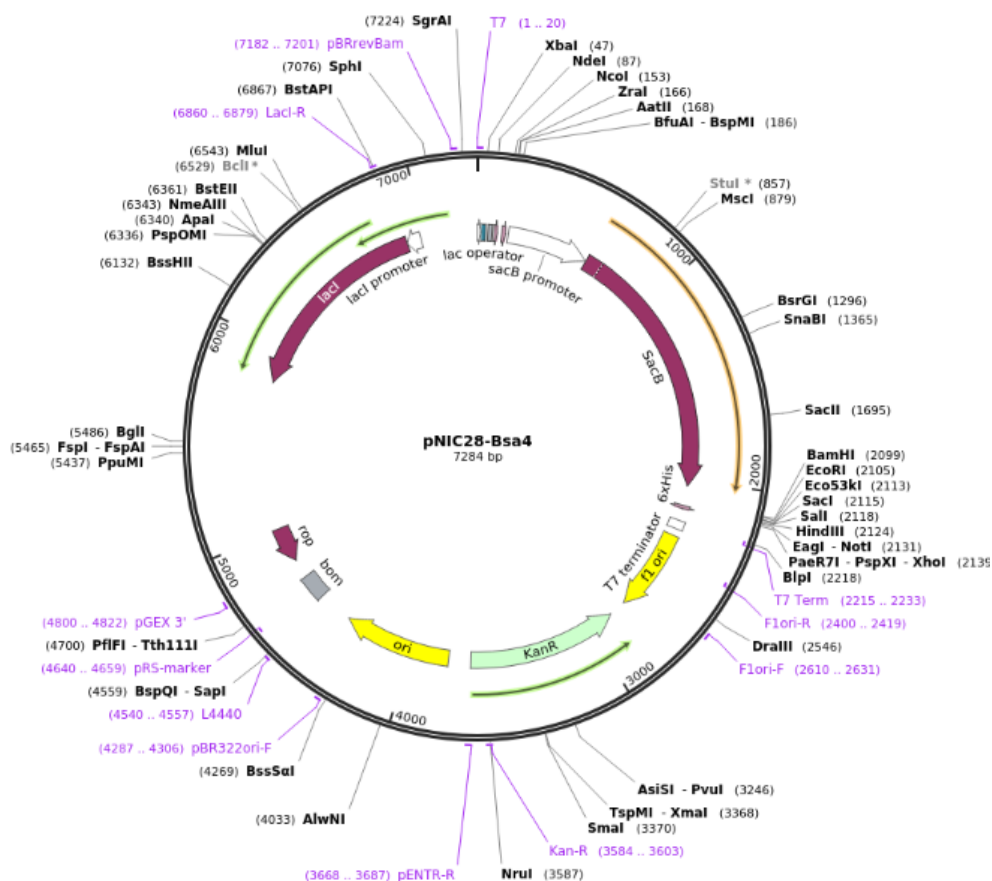 (7224) SgrAI
T7 (1 .. 20)
(7182 .. 7201) pBRrevBam
XbaI (47)
(7076) SphI
NdeI (87)
(6867) BstAPI
NcoI (153)
(6860 .. 6879) LacI-R
ZraI (166)
AatII (168)
BfuAI - BspMI (186)
(6543) MluI
(6529) BclI *
(6361) BstEII
(6343) NmeAIII
(6340) ApaI
(6336) PspOMI
(6132) BssHII
StuI * (857)
MscI (879)
7000
1000
lac operator
sacB promoter
lacI promoter
lacI
BsrGI (1296)
SnaBI (1365)
6000
SacB
SacII (1695)
(5486) BglI
(5465) FspI - FspAI
(5437) PpuMI
pNIC28-Bsa4
7284 bp
2000
BamHI (2099)
EcoRI (2105)
Eco53kI (2113)
SacI (2115)
SalI (2118)
HindIII (2124)
EagI - NotI (2131)
PaeR7I - PspXI - XhoI (2139
BlpI (2218)
6xHis
T7 terminator
f1 ori
T7 Term (2215 .. 2233)
F1ori-R (2400 .. 2419)
DraIII (2546)
F1ori-F (2610 .. 2631)
rop
bom
5000
ori
KanR
(4800 .. 4822) pGEX 3'
(4700) PflFI - Tth111I
(4640 .. 4659) pRS-marker
(4559) BspQI - SapI
(4540 .. 4557) L4440
(4287 .. 4306) pBR322ori-F
(4269) BssSαI
(4033) AlwNI
4000
3000
AsiSI - PvuI (3246)
TspMI - XmaI (3368)
SmaI (3370)
Kan-R (3584 .. 3603)
(3668 .. 3687) pENTR-R
NruI (3587)